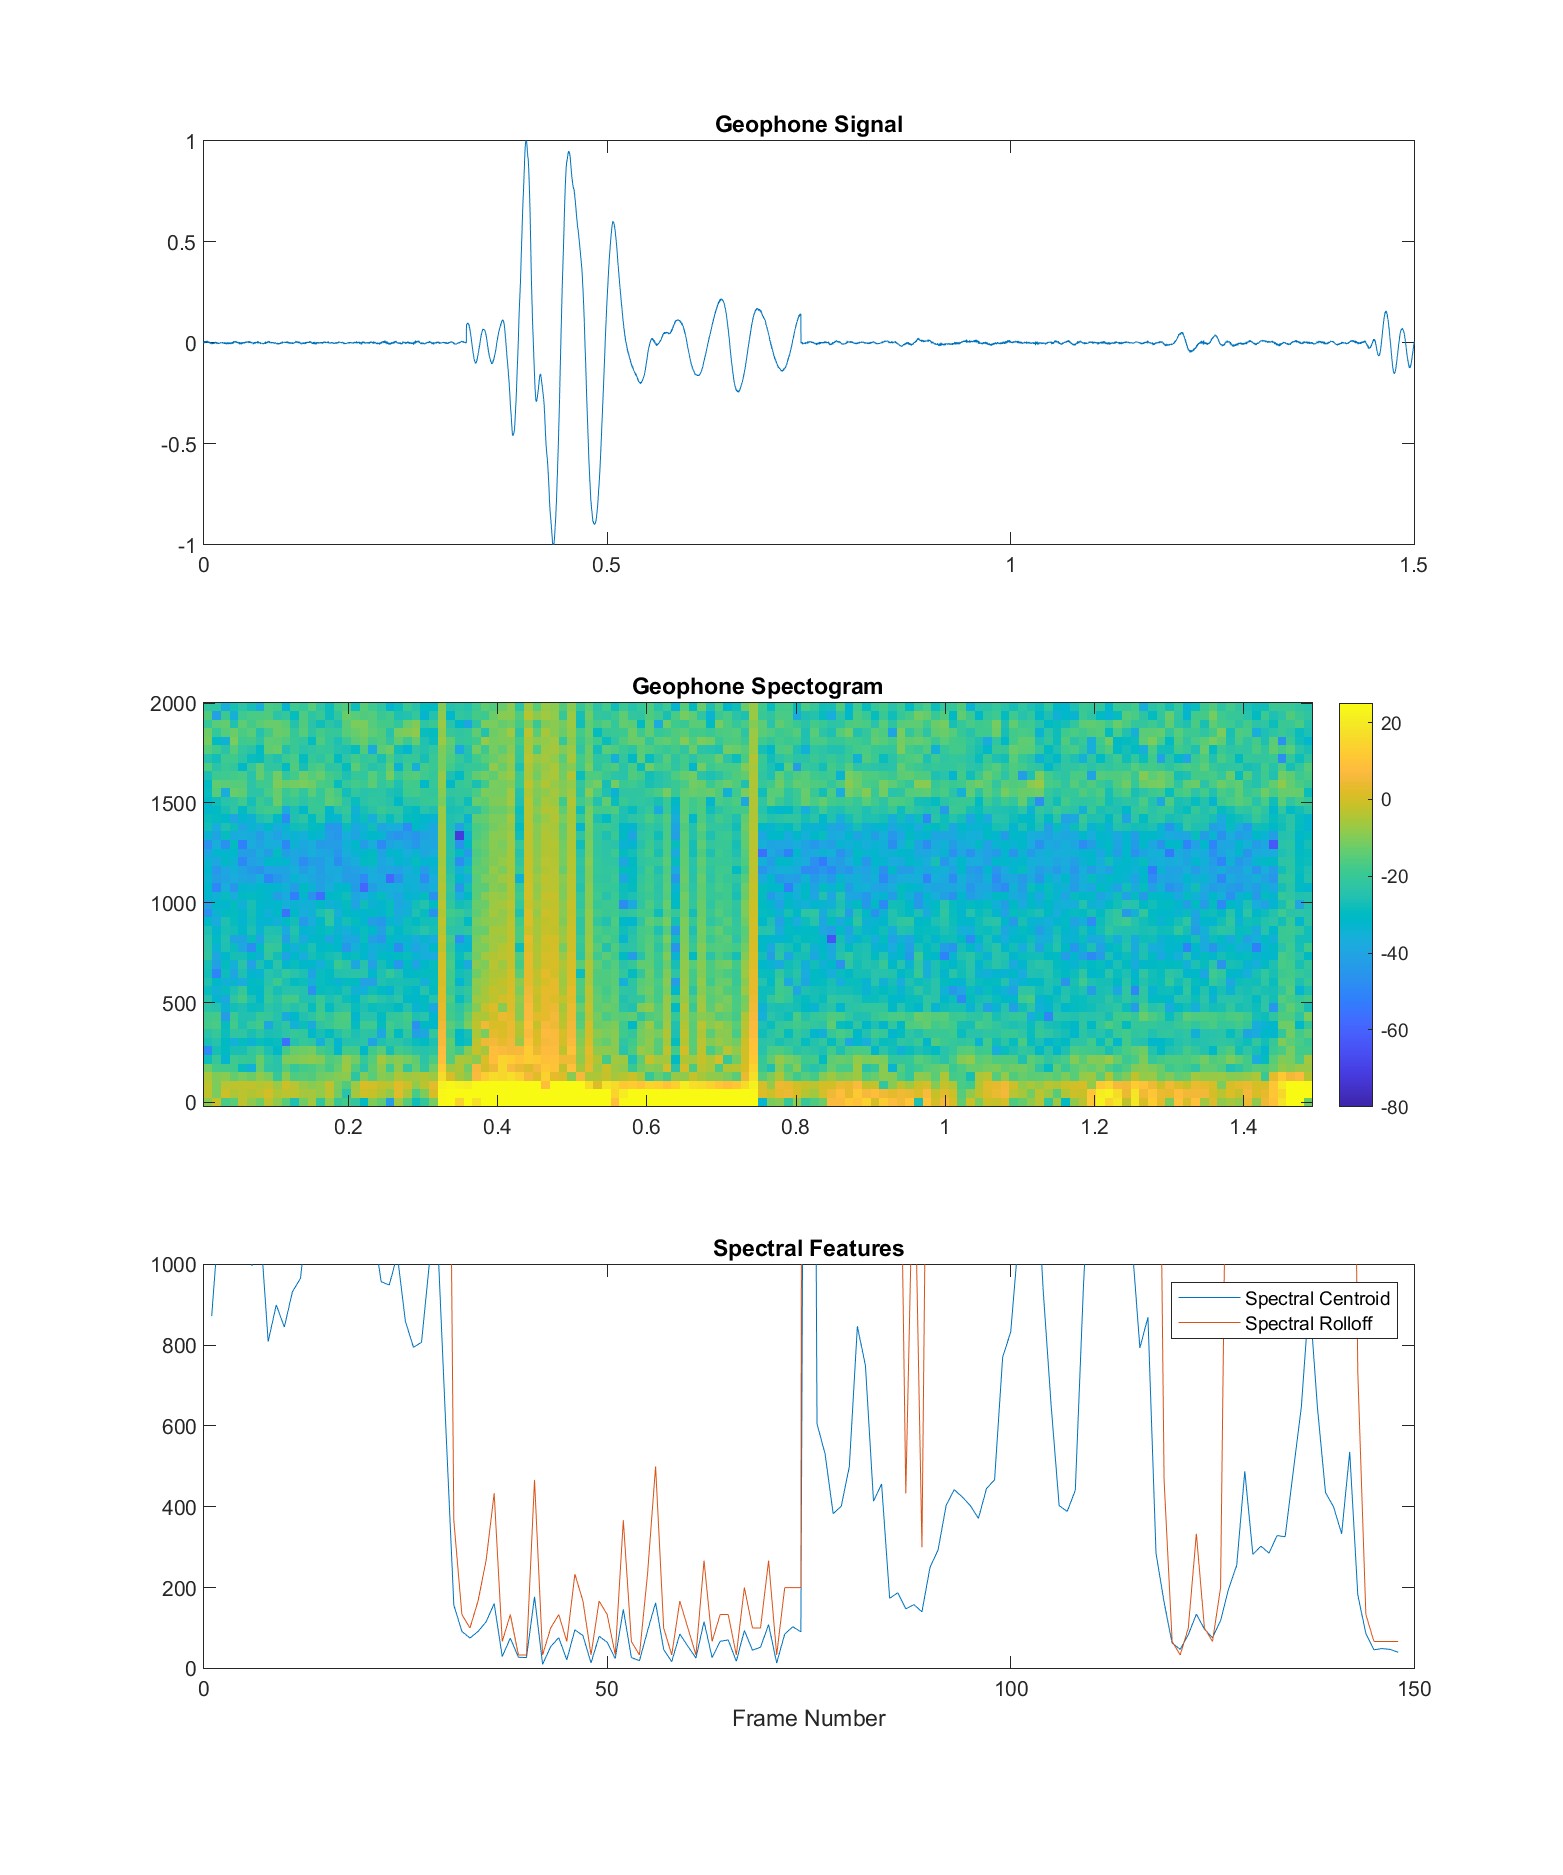 Geophone Signal
1
0.5
0
-0.5
-1
0 0.5 1 1.5
Geophone Spectogram
2000
1500
1000
500
0
0.2 0.4 0.6 0.8 1 1.2 1.4
20
0
-20
-40
-60
-80
Spectral Features
1000
800
600
400
200
0
Spectral Centroid
Spectral Rolloff
0 50 100 150
Frame Number